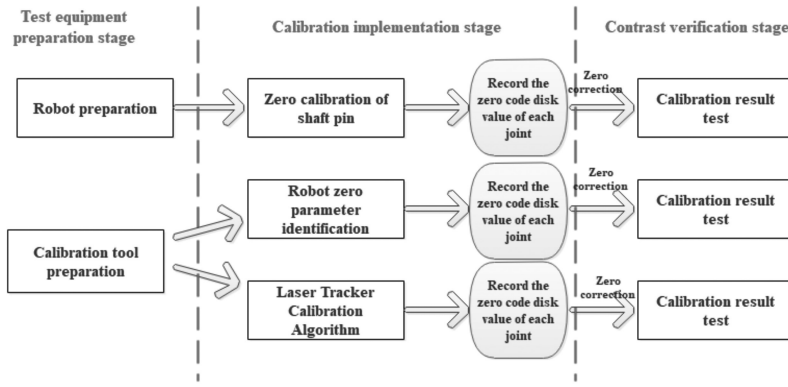 Test equipment
preparation stage
Calibration implementation stage
Contrast verification stage
Robot preparation
Zero calibration of
shaft pin
Record the
zero code disk
value of each
joint
Zero
correction
Calibration result
test
Calibration tool
preparation
Robot zero
parameter
identification
Record the
zero code disk
value of each
joint
Zero
correction
Calibration result
test
Laser Tracker
Calibration
Algorithm
Record the
zero code disk
value of each
joint
Zero
correction
Calibration result
test